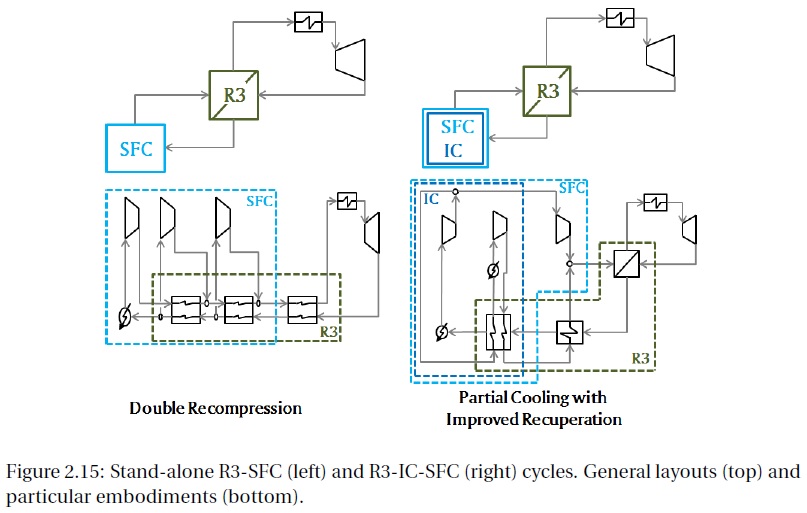 R3
SFC
R3
SFC
IC
SFC
R3
Double Recompression
IC
SFC
R3
Partial Cooling with
Improved Recuperation
Figure 2.15: Stand-alone R3-SFC (left) and R3-IC-SFC (right) cycles. General layouts (top) and
particular embodiments (bottom).